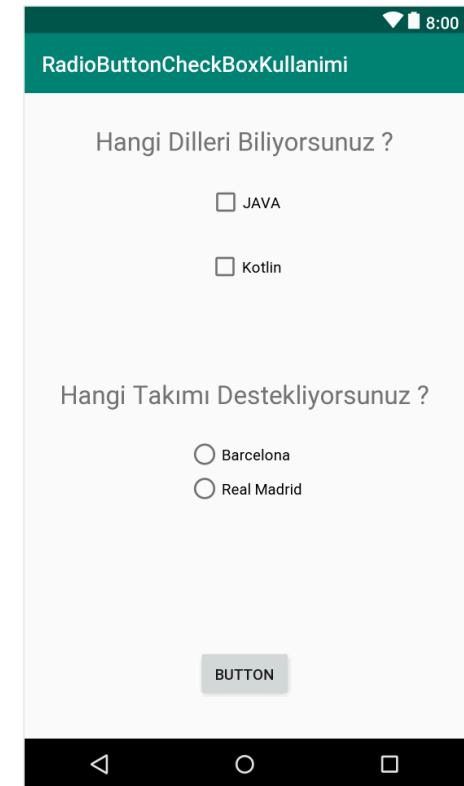 8:00
RadioButtonCheckBoxKullanimi
Hangi Dilleri Biliyorsunuz ?
JAVA
Kotlin
Hangi Takımı Destekliyorsunuz ?
Barcelona
Real Madrid
BUTTON